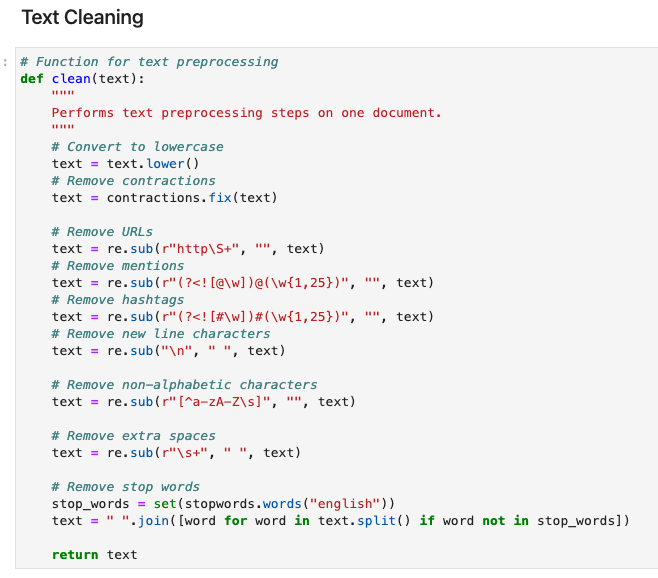 Text Cleaning
: # Function for text preprocessing
def clean(text):
    """
    Performs text preprocessing steps on one document.
    """
    # Convert to lowercase
    text = text.lower()
    # Remove contractions
    text = contractions.fix(text)

    # Remove URLs
    text = re.sub(r"http\S+", "", text)
    # Remove mentions
    text = re.sub(r"(?<![@\w])@(\w{1,25})", "", text)
    # Remove hashtags
    text = re.sub(r"(?<![#\w])#(\w{1,25})", "", text)
    # Remove new line characters
    text = re.sub("\n", " ", text)

    # Remove non-alphabetic characters
    text = re.sub(r"[^a-zA-Z\s]", "", text)

    # Remove extra spaces
    text = re.sub(r"\s+", " ", text)

    # Remove stop words
    stop_words = set(stopwords.words("english"))
    text = " ".join([word for word in text.split() if word not in stop_words])

    return text